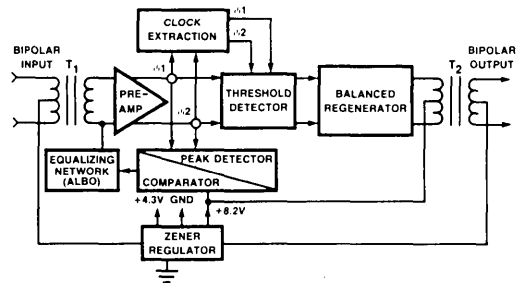 CLOCK
EXTRACTION
ϕ1
ϕ2
BIPOLAR
INPUT
T1
ϕ1
PRE-
AMP
ϕ2
THRESHOLD
DETECTOR
BALANCED
REGENERATOR
T2
BIPOLAR
OUTPUT
EQUALIZING
NETWORK
(ALBO)
PEAK DETECTOR
COMPARATOR
+4.3V GND
+8.2V
ZENER
REGULATOR